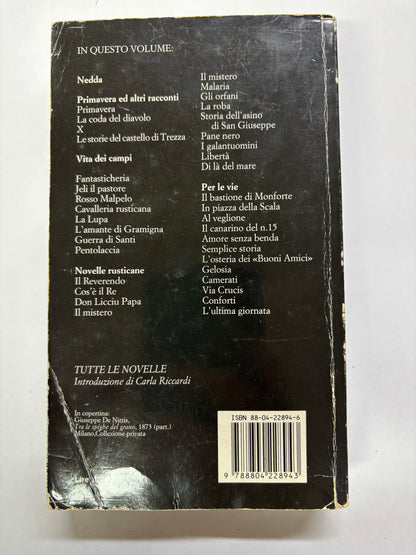 IN QUESTO VOLUME:
Nedda
Primavera ed altri racconti
Primavera
La coda del diavolo
X
Le storie del castello di Trezza
Vita dei campi
Fantasticheria
Jeli il pastore
Rosso Malpelo
Cavalleria rusticana
La Lupa
L'amante di Gramigna
Guerra di Santi
Pentolaccia
Novelle rusticane
Il Reverendo
Cos'è il Re
Don Licciu Papa
Il mistero
Il mistero
Malaria
Gli orfani
La roba
Storia dell'asino
di San Giuseppe
Pane nero
I galantuomini
Libertà
Di là del mare
Per le vie
Il bastione di Monforte
In piazza della Scala
Al veglione
Il canarino del n.15
Amore senza benda
Semplice storia
L'osteria dei «Buoni Amici»
Gelosia
Camerati
Via Crucis
Conforti
L'ultima giornata
TUTTE LE NOVELLE
Introduzione di Carla Riccardi
In copertina:
Giuseppe De Nittis,
Tra le spighe del grano, 1873 (part.)
Milano,Collezione privata
Lire
ISBN 88-04-22894-6
9 788804 228943